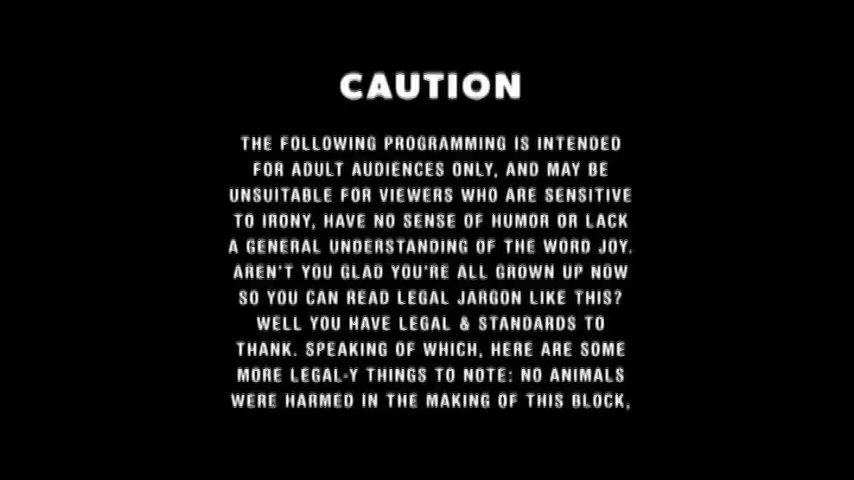 CAUTION
THE FOLLOWING PROGRAMMING IS INTENDED
FOR ADULT AUDIENCES ONLY, AND MAY BE
UNSUITABLE FOR VIEWERS WHO ARE SENSITIVE
TO IRONY, HAVE NO SENSE OF HUMOR OR LACK
A GENERAL UNDERSTANDING OF THE WORD JOY.
AREN'T YOU GLAD YOU'RE ALL GROWN UP NOW
SO YOU CAN READ LEGAL JARGON LIKE THIS?
WELL YOU HAVE LEGAL & STANDARDS TO
THANK. SPEAKING OF WHICH, HERE ARE SOME
MORE LEGAL-Y THINGS TO NOTE: NO ANIMALS
WERE HARMED IN THE MAKING OF THIS BLOCK,